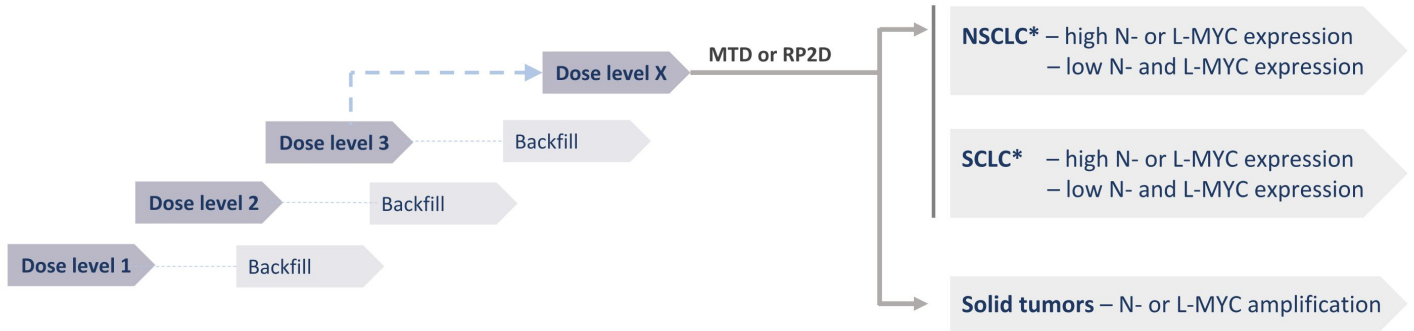 NSCLC* – high N- or L-MYC expression
– low N- and L-MYC expression
MTD or RP2D
Dose level X
Dose level 3
Backfill
SCLC* – high N- or L-MYC expression
– low N- and L-MYC expression
Dose level 2
Backfill
Dose level 1
Backfill
Solid tumors – N- or L-MYC amplification